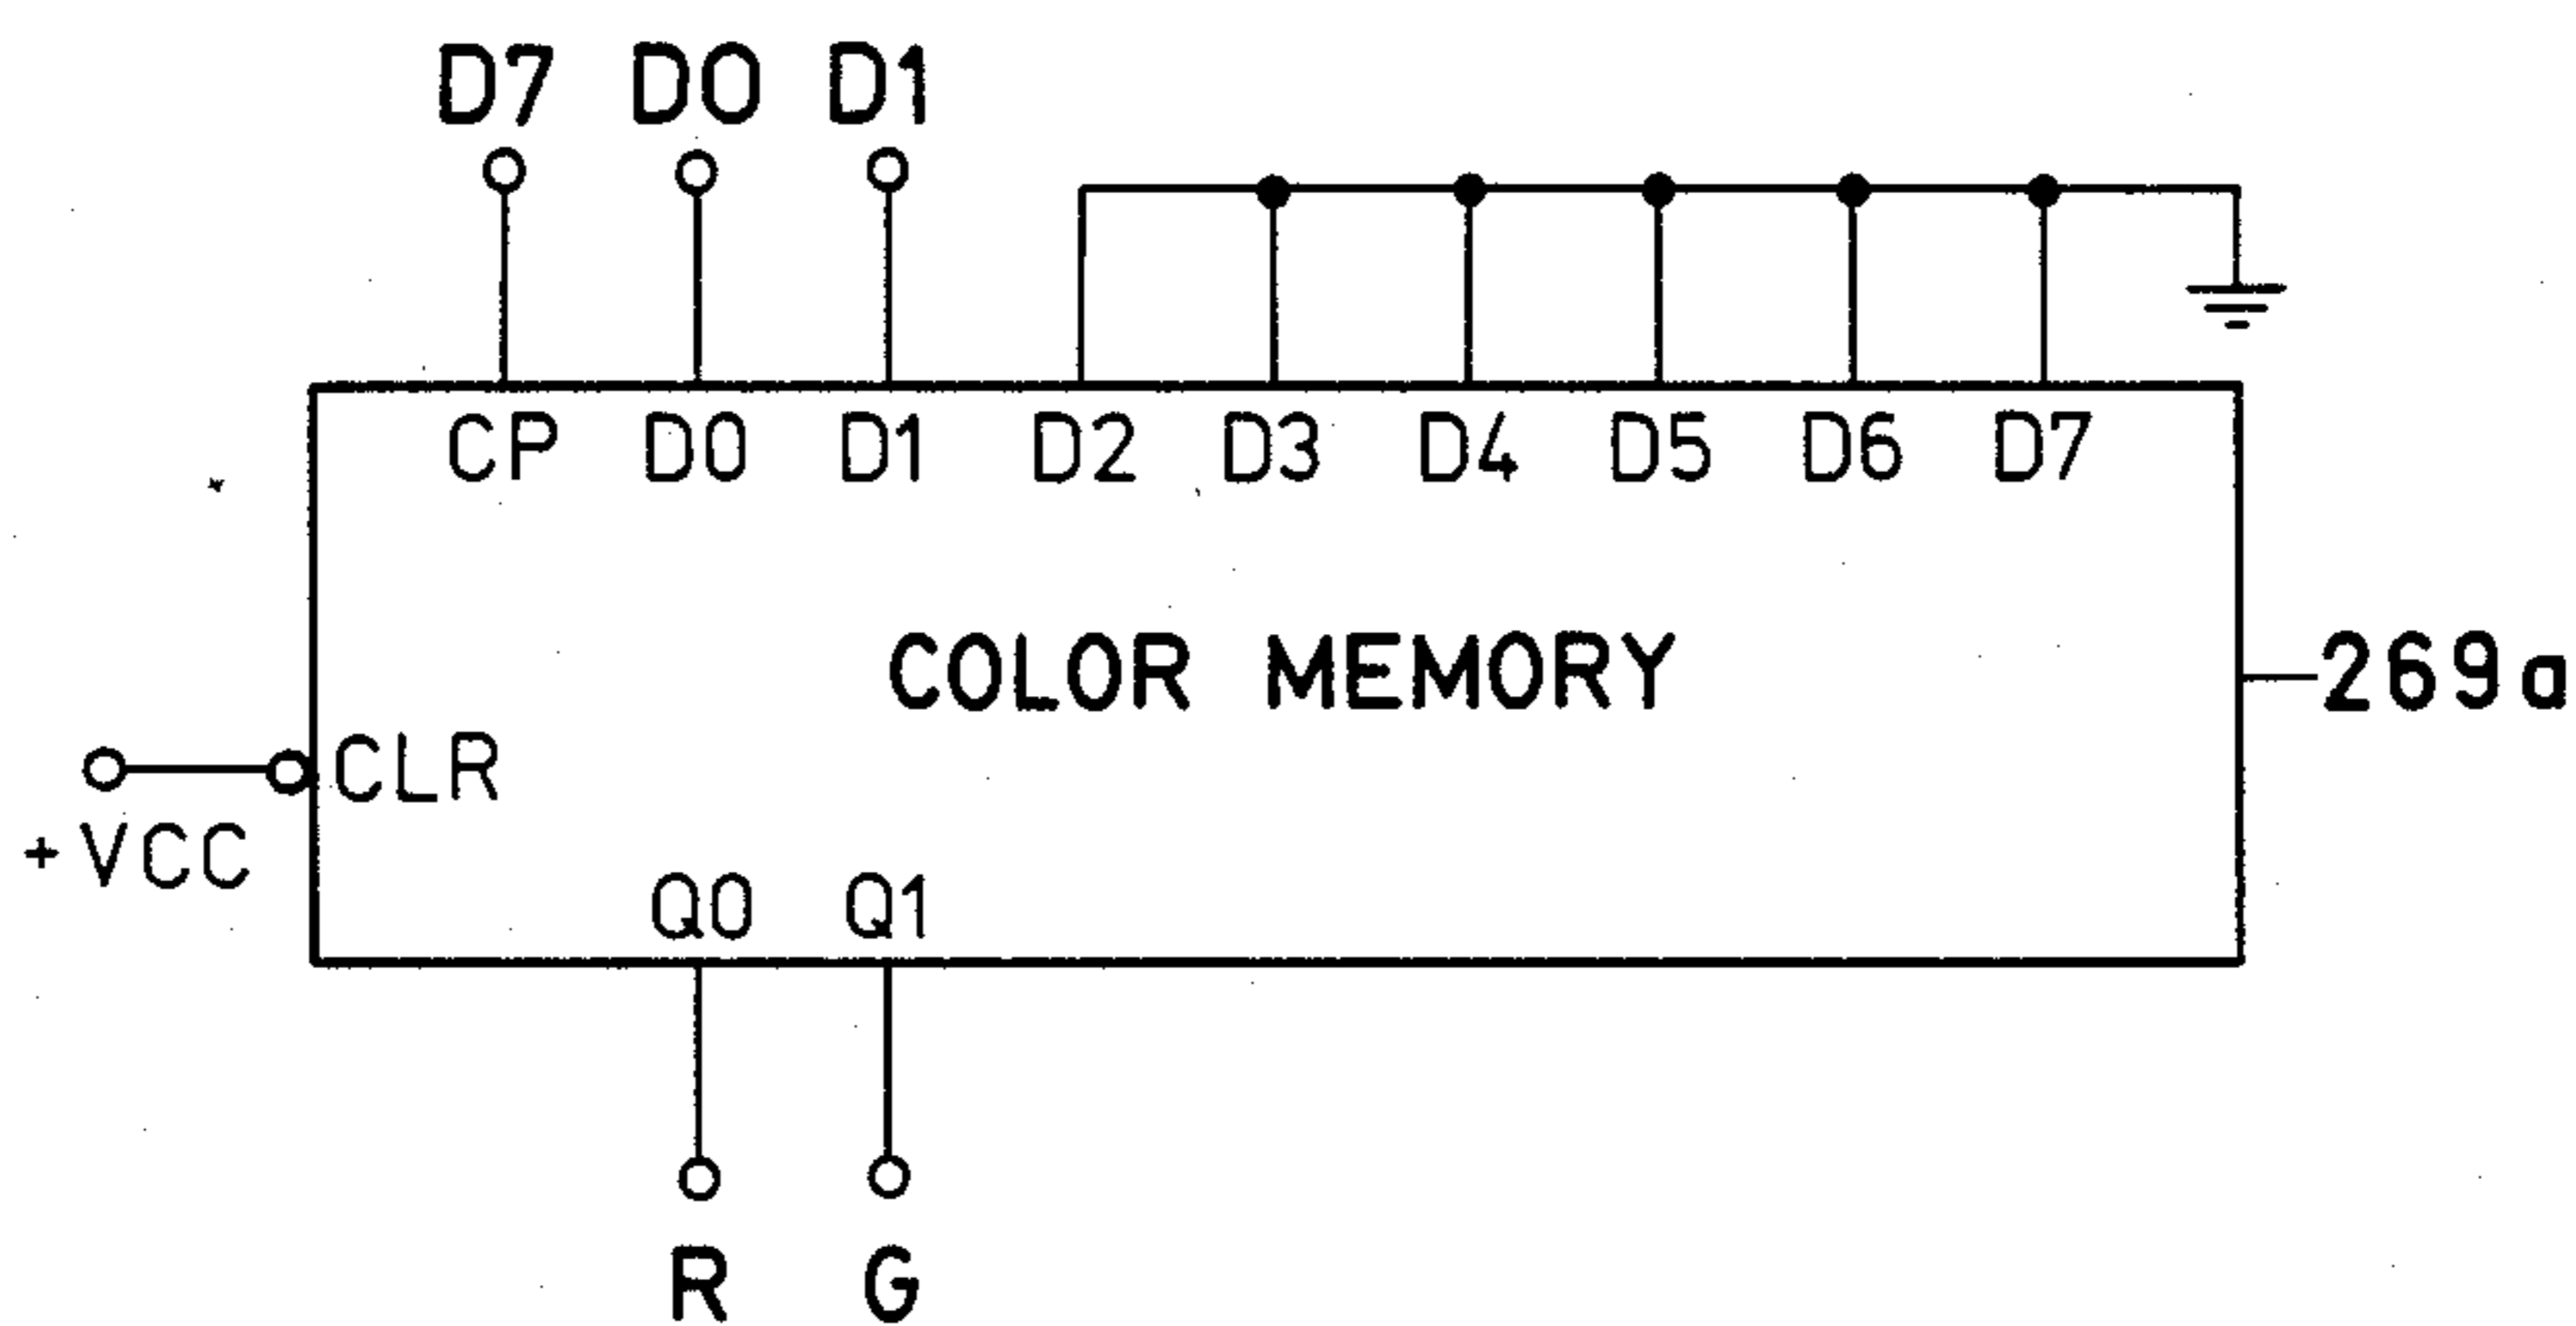 D7 D0 D1
CP D0 D1 D2 D3 D4 D5 D6 D7
COLOR MEMORY
269a
CLR
+VCC
Q0 Q1
R G